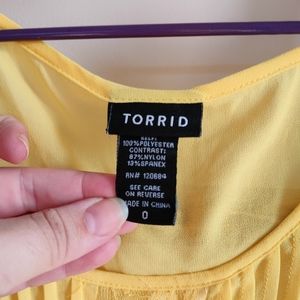 TORRID
SELF:
100%POLYESTER
CONTRAST:
87%NYLON
13%SPANEX
RN# 120684
SEE CARE
ON REVERSE
MADE IN CHINA
0